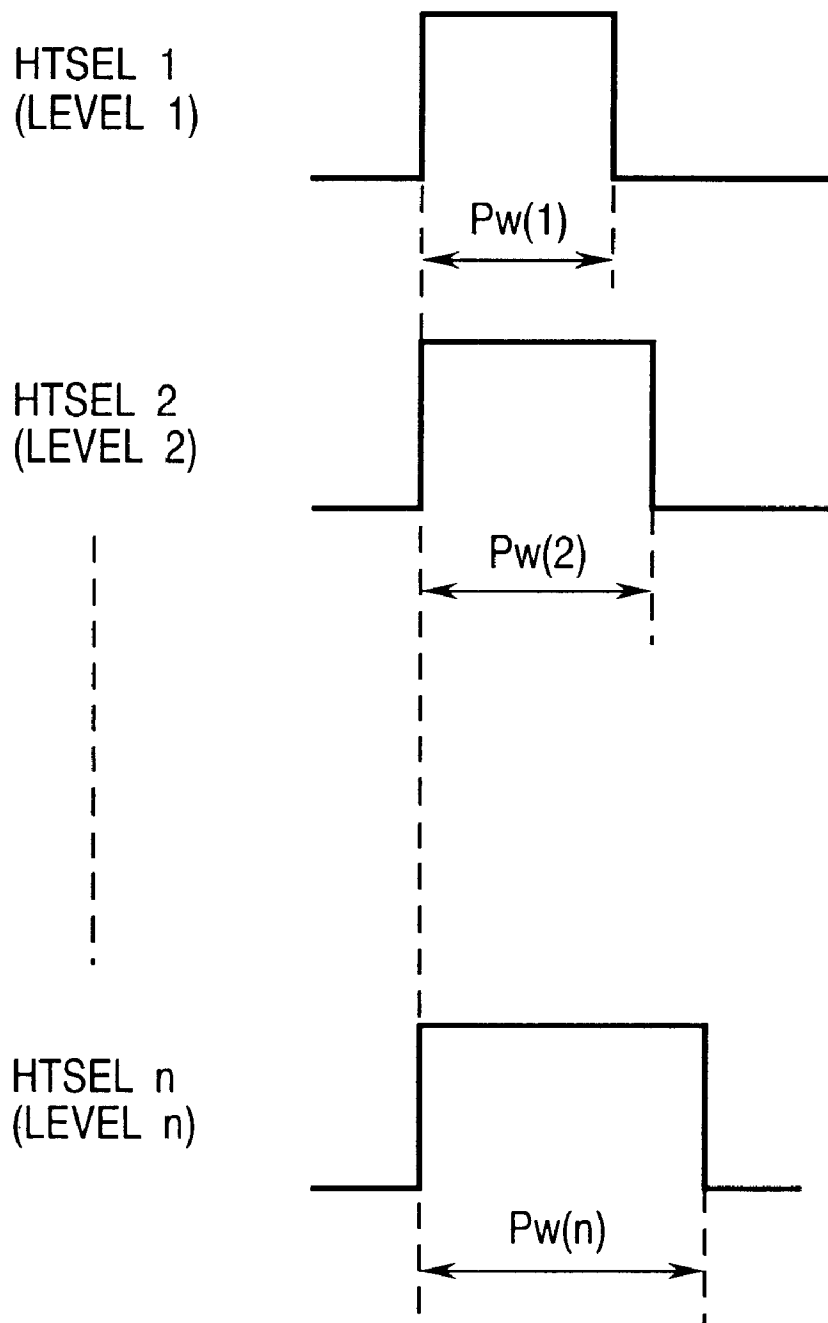 HTSEL 1
(LEVEL 1)
Pw(1)
HTSEL 2
(LEVEL 2)
Pw(2)
HTSEL n
(LEVEL n)
Pw(n)